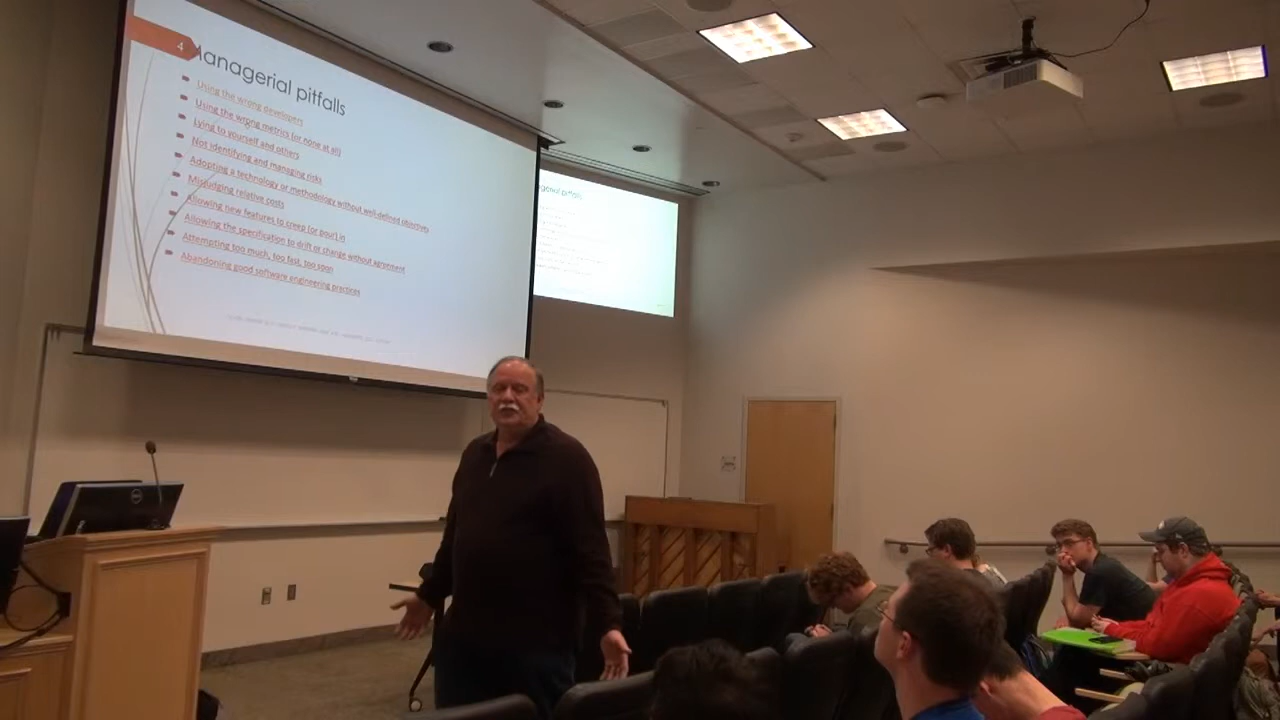 4
Managerial pitfalls
Using the wrong developers
Using the wrong metrics (or none at all)
Lying to yourself and others
Not identifying and managing risks
Adopting a technology or methodology without well-defined objectives
Misjudging relative costs
Allowing new features to creep (or pour) in
Allowing the specification to drift or change without agreement
Attempting too much, too fast, too soon
Abandoning good software engineering practices
agerial pitfalls
DELL